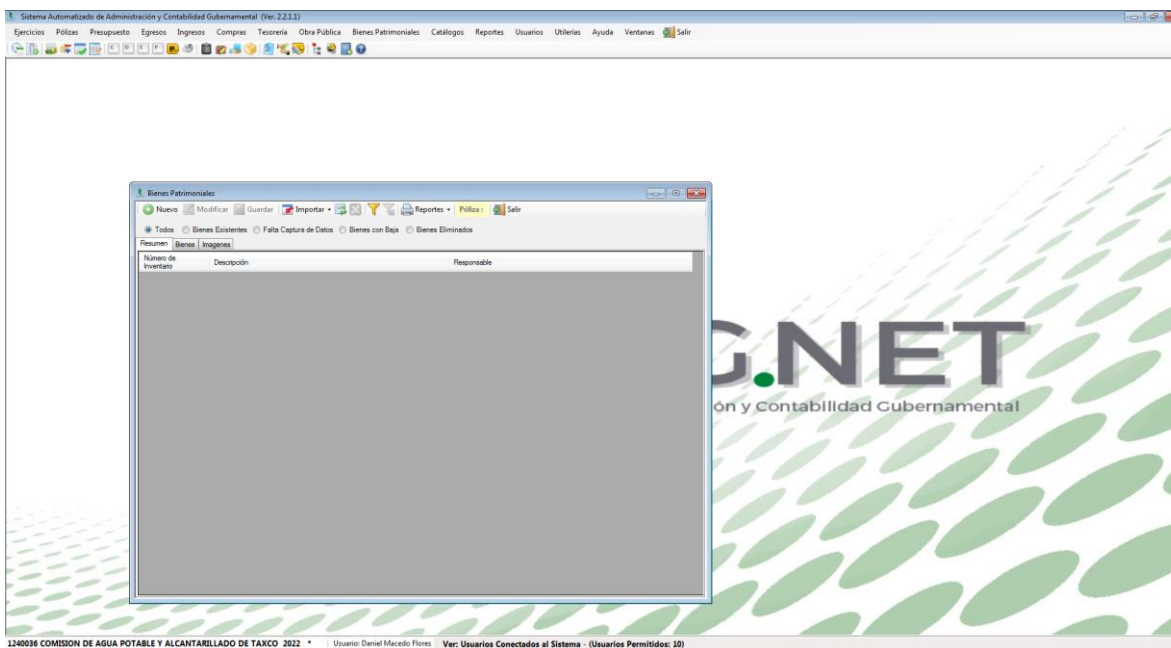 Sistema Automatizado de Administración y Contabilidad Gubernamental (Ver. 2.2.1.1)
Ejercicios Pólizas Presupuesto Egresos Ingresos Compras Tesorería Obra Pública Bienes Patrimoniales Catálogos Reportes Usuarios Utilerías Ayuda Ventanas Salir
Bienes Patrimoniales
Nuevo Modificar Guardar Importar Reportes Póliza: Salir
Todos Bienes Existentes Falta Captura de Datos Bienes con Baja Bienes Eliminados
Resumen Bienes Imagenes
Número de Inventario Descripción Responsable
G.NET
ón y Contabilidad Gubernamental
1240036 COMISION DE AGUA POTABLE Y ALCANTARILLADO DE TAXCO 2022 * Usuario: Daniel Macedo Flores Ver: Usuarios Conectados al Sistema - (Usuarios Permitidos: 10)